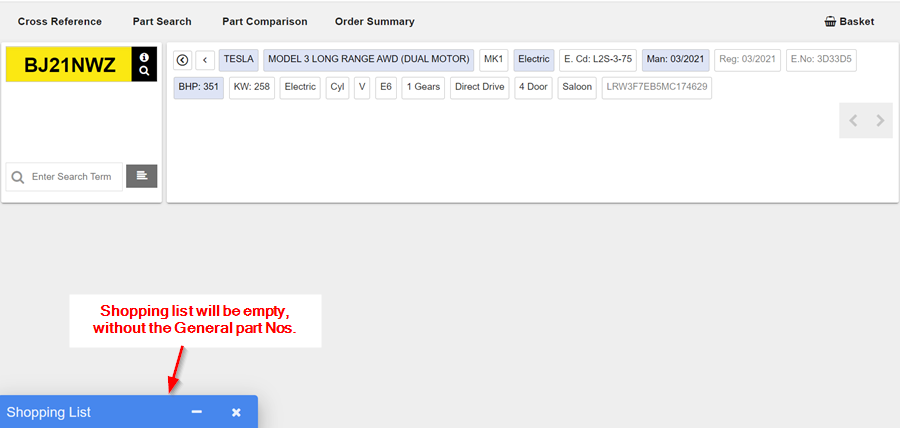 Cross Reference Part Search Part Comparison Order Summary Basket
BJ21NWZ
TESLA MODEL 3 LONG RANGE AWD (DUAL MOTOR) MK1 Electric E. Cd: L2S-3-75 Man: 03/2021 Reg: 03/2021 E.No: 3D33D5
BHP: 351 KW: 258 Electric Cyl V E6 1 Gears Direct Drive 4 Door Saloon LRW3F7EB5MC174629
Enter Search Term
Shopping list will be empty,
without the General part Nos.
Shopping List